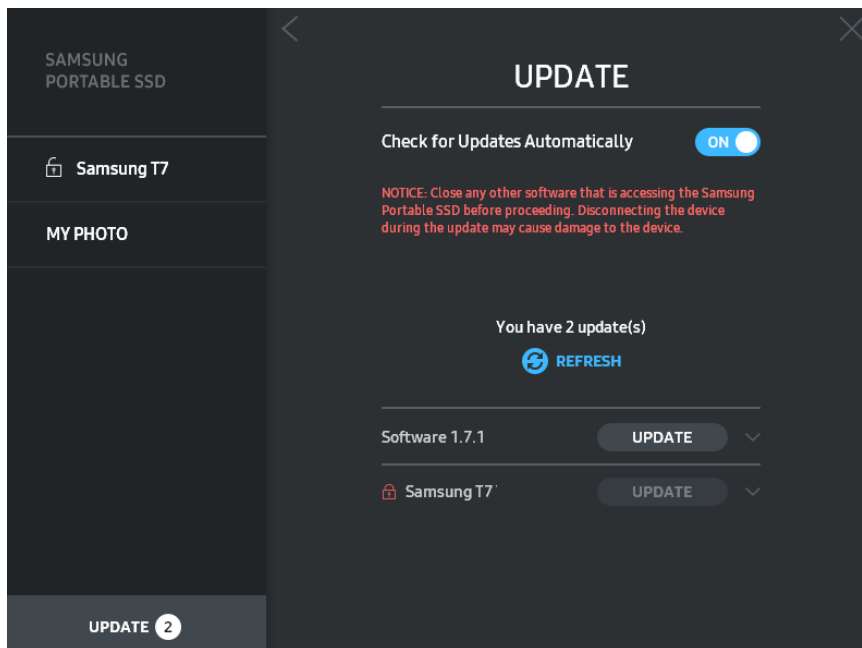 SAMSUNG
PORTABLE SSD
Samsung T7
MY PHOTO
UPDATE 2
UPDATE
Check for Updates Automatically ON
NOTICE: Close any other software that is accessing the Samsung
Portable SSD before proceeding. Disconnecting the device
during the update may cause damage to the device.
You have 2 update(s)
REFRESH
Software 1.7.1 UPDATE
Samsung T7 UPDATE